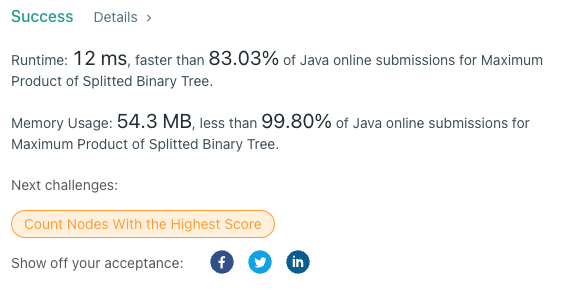 Success Details >
Runtime: 12 ms, faster than 83.03% of Java online submissions for Maximum
Product of Splitted Binary Tree.
Memory Usage: 54.3 MB, less than 99.80% of Java online submissions for
Maximum Product of Splitted Binary Tree.
Next challenges:
Count Nodes With the Highest Score
Show off your acceptance: f in